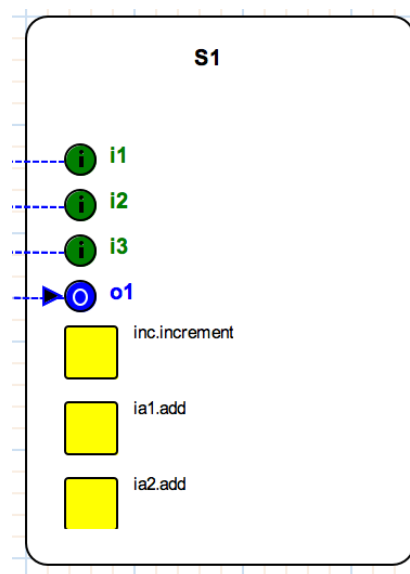 S1
i i1
i i2
i i3
O o1
inc.increment
ia1.add
ia2.add